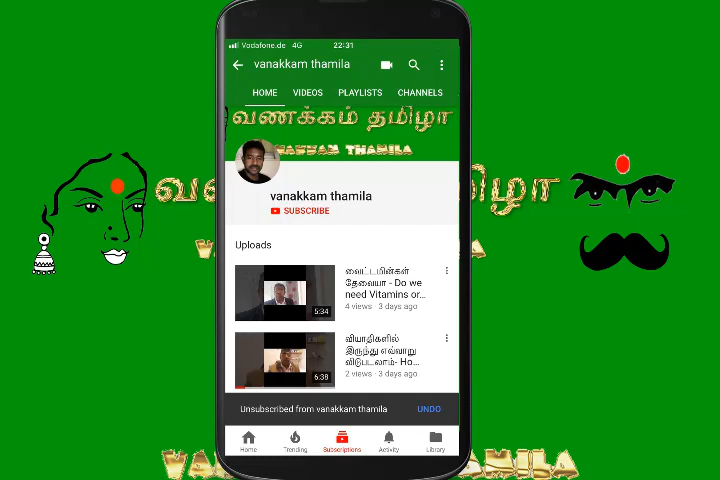 Vodafone.de 4G 22:31
vanakkam thamila
HOME VIDEOS PLAYLISTS CHANNELS
வணக்கம் தமிழா
vanakkam thamila
SUBSCRIBE
Uploads
வைட்டமின்கள்
தேவையா - Do we
need Vitamins or...
4 views · 3 days ago
5:34
வியாதிகளில்
இருந்து எவ்வாறு
விடுபடலாம்- Ho...
2 views · 3 days ago
6:38
Unsubscribed from vanakkam thamila UNDO
Home Trending Subscriptions Activity Library